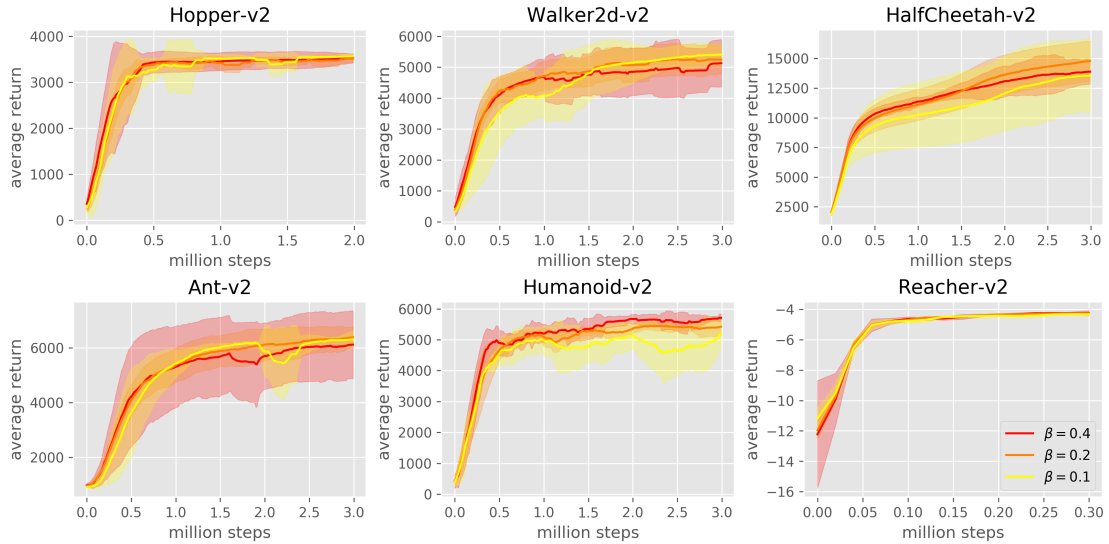 Hopper-v2
average return
4000
3000
2000
1000
0
0.0 0.5 1.0 1.5 2.0
million steps
Walker2d-v2
average return
6000
5000
4000
3000
2000
1000
0
0.0 0.5 1.0 1.5 2.0 2.5 3.0
million steps
HalfCheetah-v2
average return
15000
12500
10000
7500
5000
2500
0.0 0.5 1.0 1.5 2.0 2.5 3.0
million steps
Ant-v2
average return
6000
4000
2000
0.0 0.5 1.0 1.5 2.0 2.5 3.0
million steps
Humanoid-v2
average return
6000
5000
4000
3000
2000
1000
0
0.0 0.5 1.0 1.5 2.0 2.5 3.0
million steps
Reacher-v2
average return
−4
−6
−8
−10
−12
−14
−16
0.00 0.05 0.10 0.15 0.20 0.25 0.30
million steps
β = 0.4
β = 0.2
β = 0.1